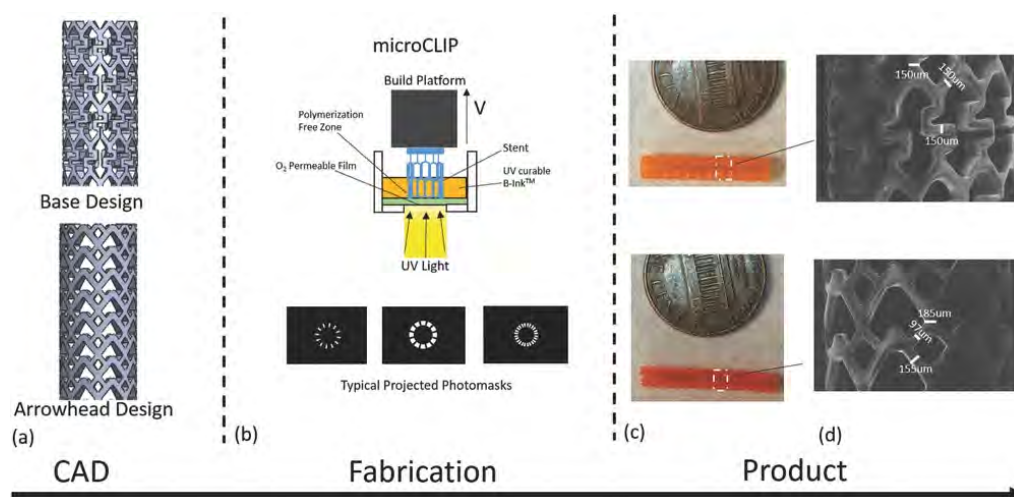 Base Design
Arrowhead Design
(a)
CAD
microCLIP
Build Platform
V
Polymerization
Free Zone
O₂ Permeable Film
Stent
UV curable
B-Ink™
UV Light
Typical Projected Photomasks
(b)
Fabrication
(c)
150um
150um
150um
185um
97um
155um
(d)
Product